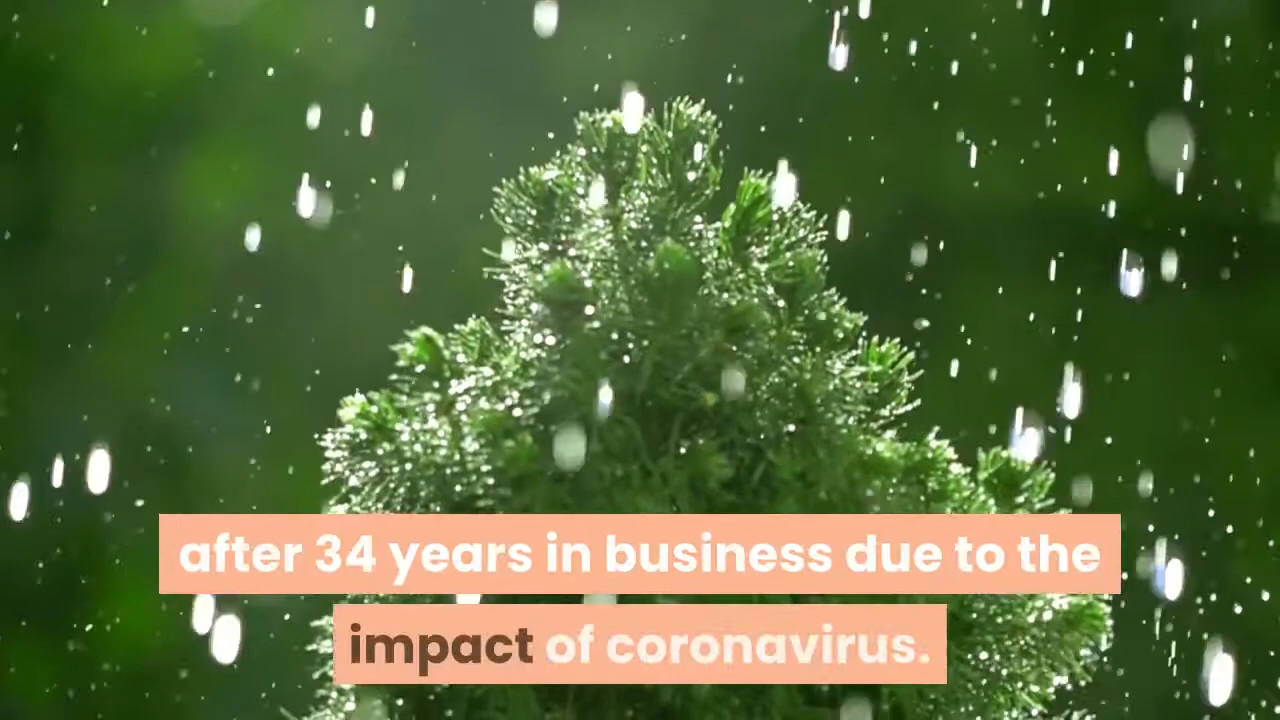 after 34 years in business due to the
impact of coronavirus.